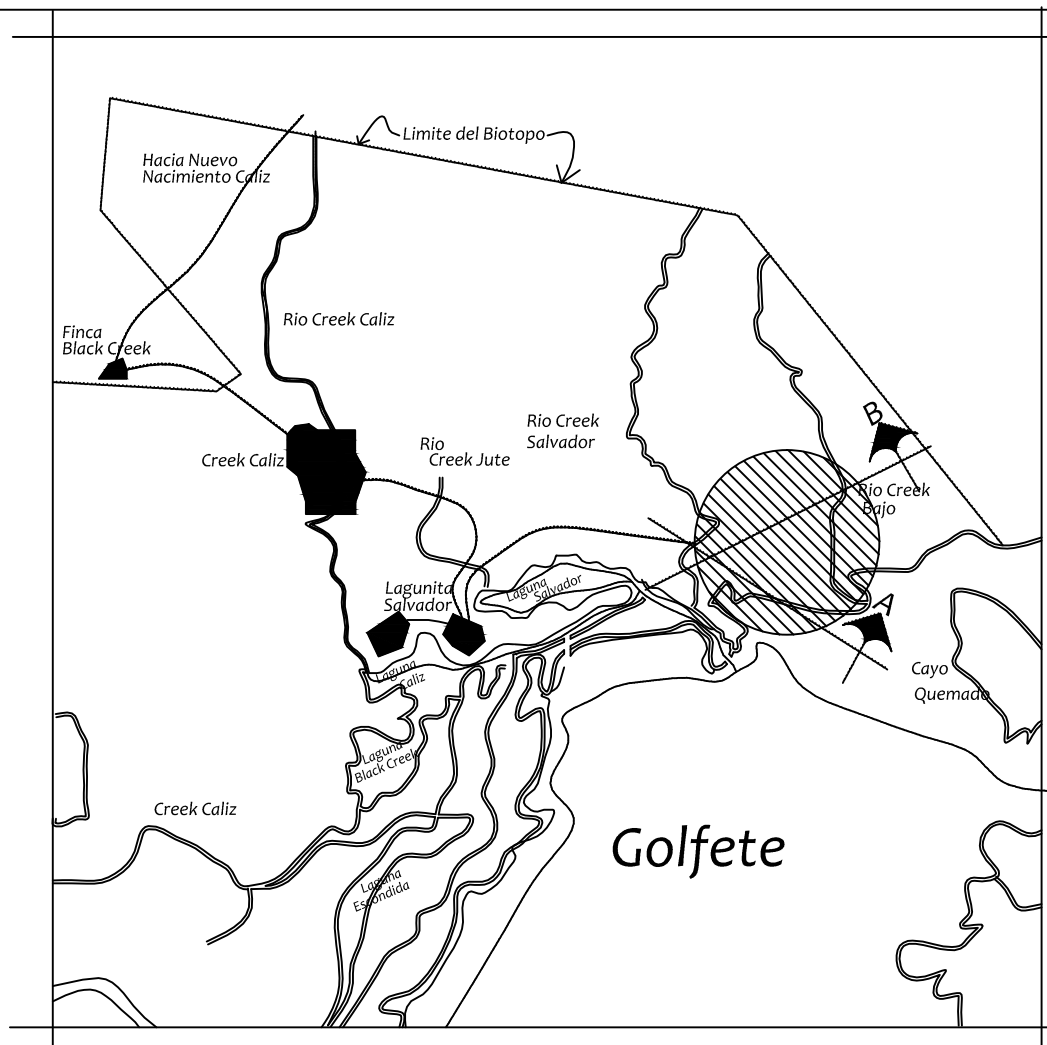 Limite del Biotopo
Hacia Nuevo
Nacimiento Caliz
Rio Creek Caliz
Finca
Black Creek
B
Rio Creek
Salvador
Rio
Creek Jute
Creek Caliz
Rio Creek
Bajo
Laguna
Salvador
Lagunita
Salvador
A
Laguna
Caliz
Cayo
Quemado
Laguna
Black Creek
Creek Caliz
Golfete
Laguna
Escondida